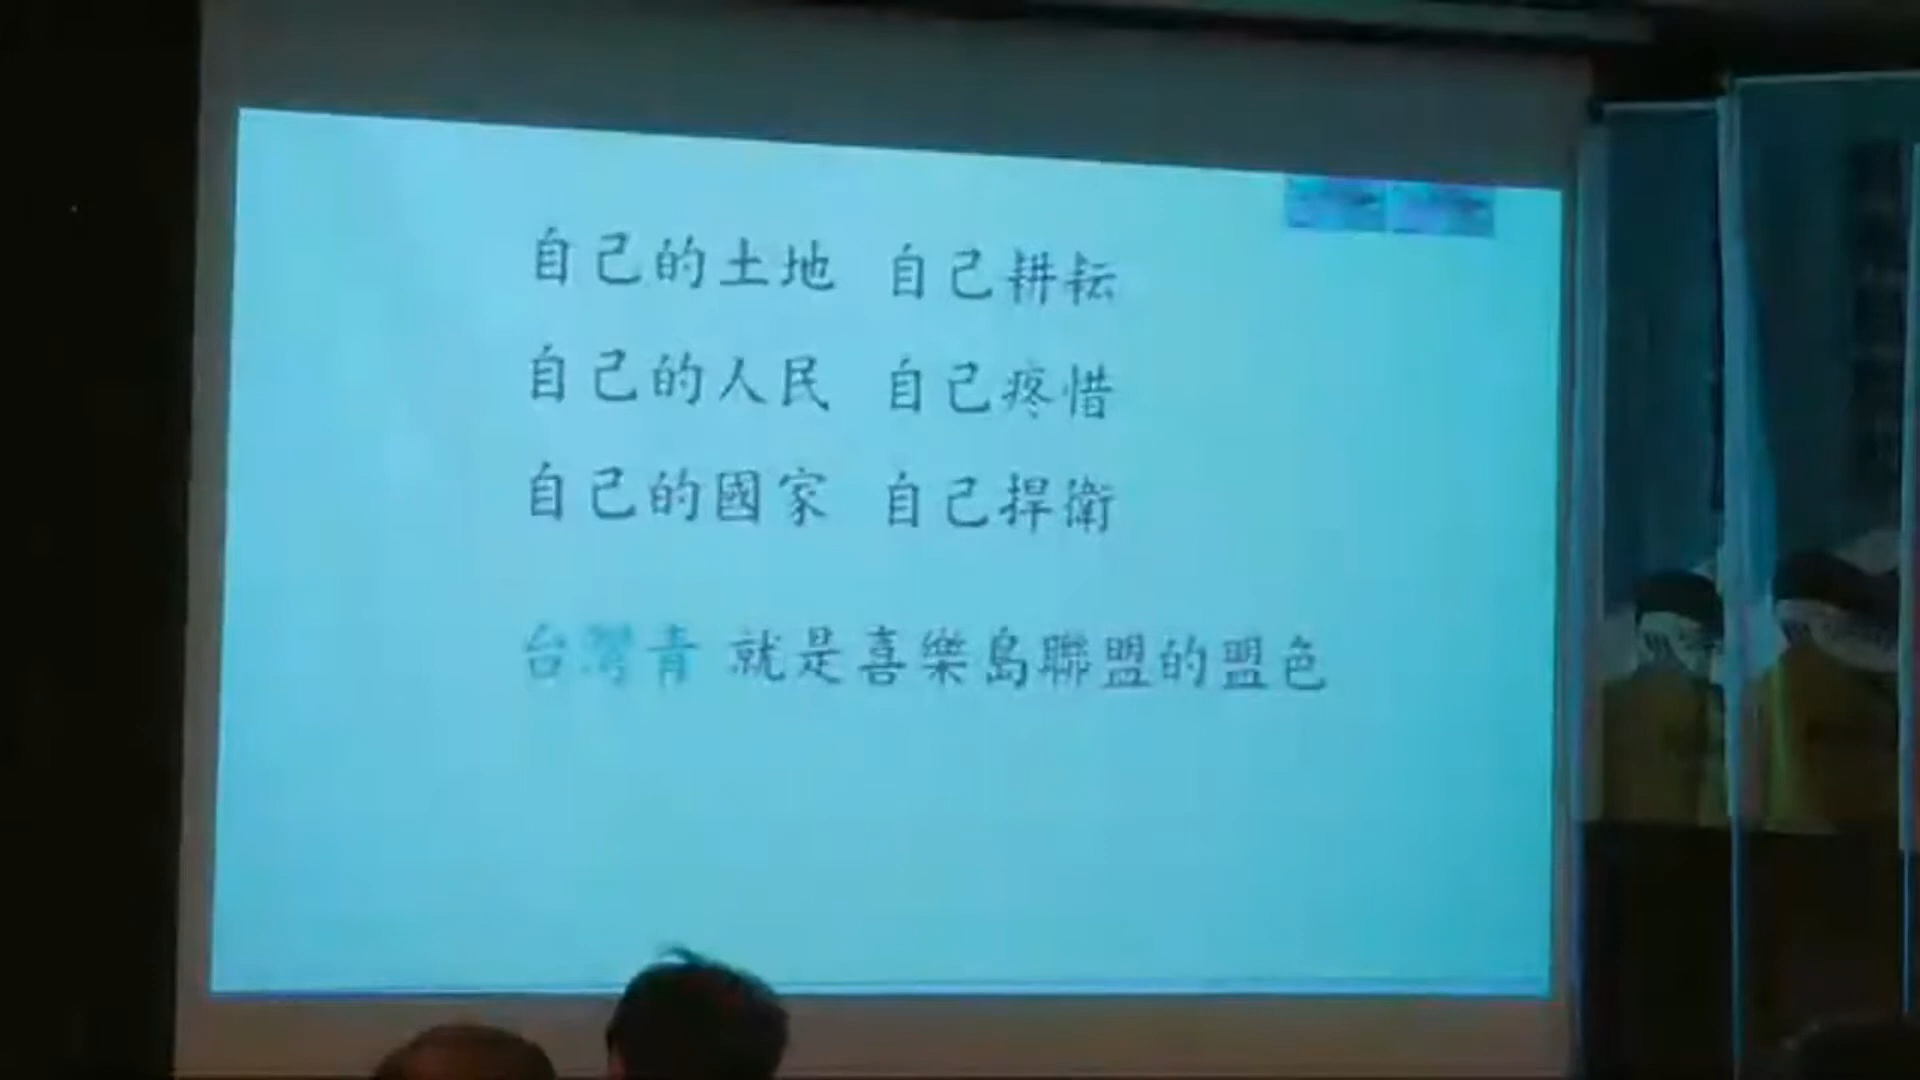 自己的土地 自己耕耘
自己的人民 自己疼惜
自己的國家 自己捍衛
台灣青 就是喜樂島聯盟的盟色